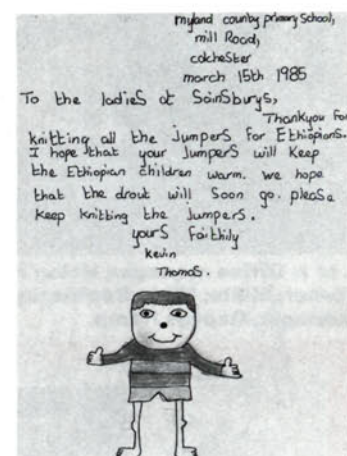 myland county primary School,
mill Road,
colchester
march 15th 1985
To the ladies at Sainsburys,
Thankyou for
knitting all the Jumpers for Ethiopians.
I hope that your Jumpers will keep
the Ethiopian children warm. we hope
that the drout will soon go. please
keep knitting the Jumpers.
yours faithily
kevin
Thomas.